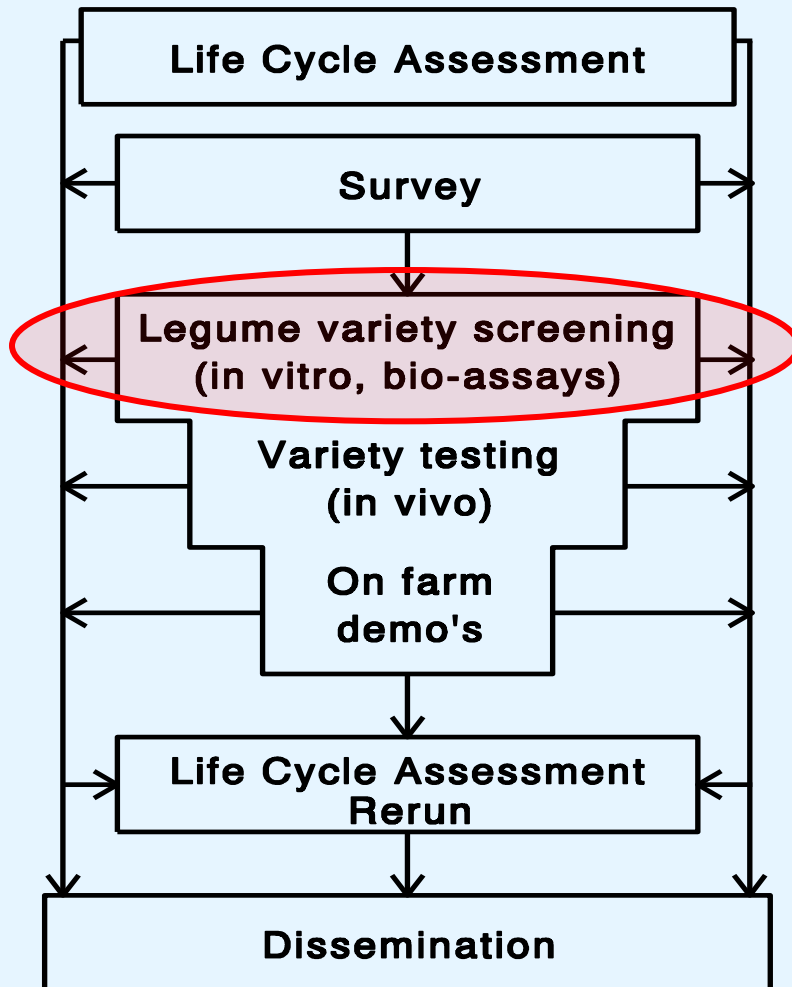 Life Cycle Assessment
Survey
Legume variety screening
(in vitro, bio-assays)
Variety testing
(in vivo)
On farm
demo's
Life Cycle Assessment
Rerun
Dissemination